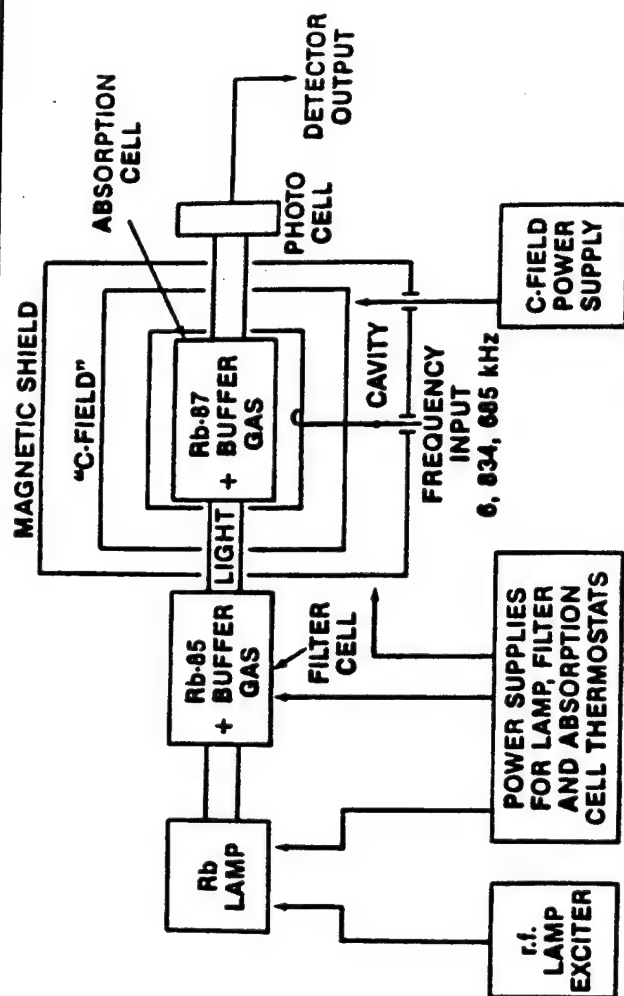 MAGNETIC SHIELD
"C-FIELD"
ABSORPTION
CELL
Rb
LAMP
Rb-85
+ BUFFER
GAS
LIGHT
Rb-87
+ BUFFER
GAS
PHOTO
CELL
DETECTOR
OUTPUT
FILTER
CELL
CAVITY
FREQUENCY
INPUT
6, 834, 685 kHz
r.f.
LAMP
EXCITER
POWER SUPPLIES
FOR LAMP, FILTER
AND ABSORPTION
CELL THERMOSTATS
C-FIELD
POWER
SUPPLY